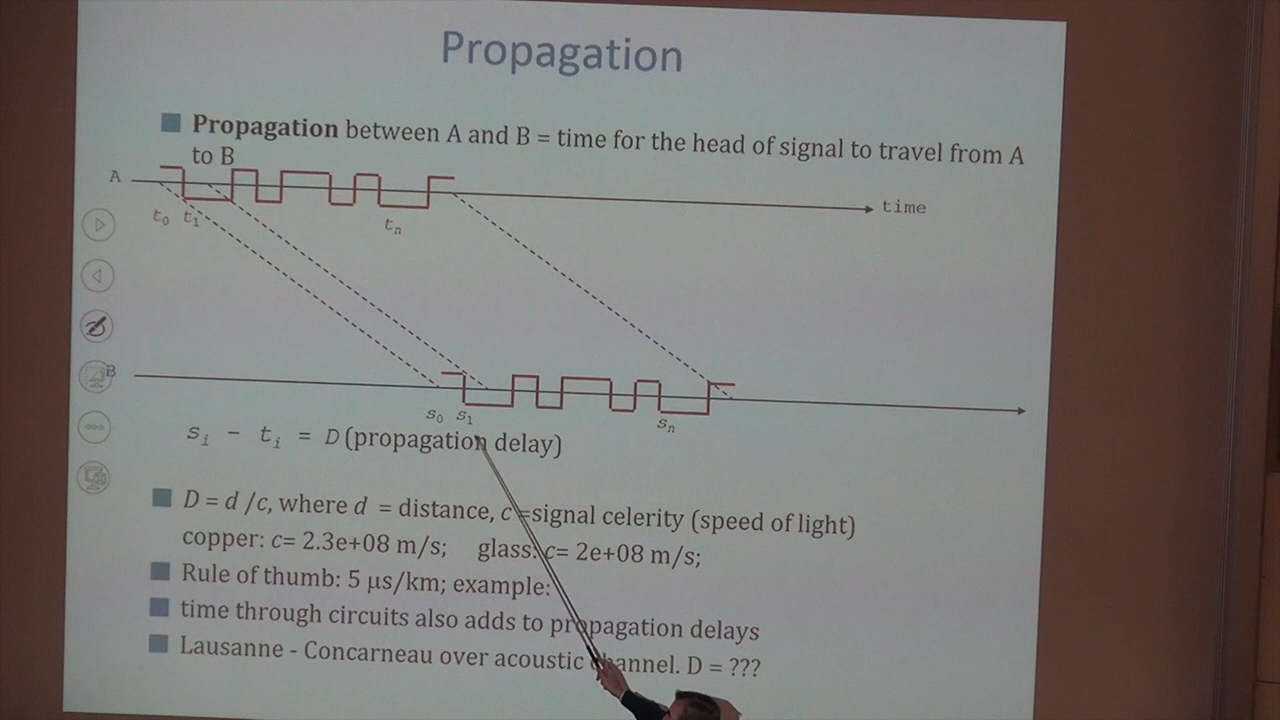 Propagation
Propagation between A and B = time for the head of signal to travel from A
to B
A
time
t0 t1 tn
B
s0 s1 sn
si - ti = D (propagation delay)
D = d /c, where d = distance, c =signal celerity (speed of light)
copper: c= 2.3e+08 m/s; glass: c= 2e+08 m/s;
Rule of thumb: 5 μs/km; example:
time through circuits also adds to propagation delays
Lausanne - Concarneau over acoustic channel. D = ???